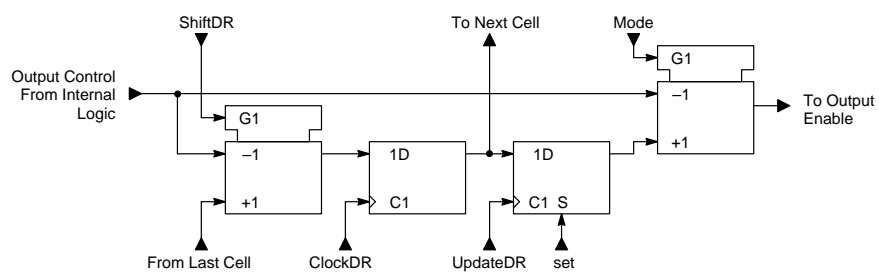 ShiftDR
To Next Cell
Mode
G1
Output Control
From Internal
Logic
–1
To Output
Enable
G1
+1
–1
1D
1D
+1
C1
C1 S
From Last Cell
ClockDR
UpdateDR
set